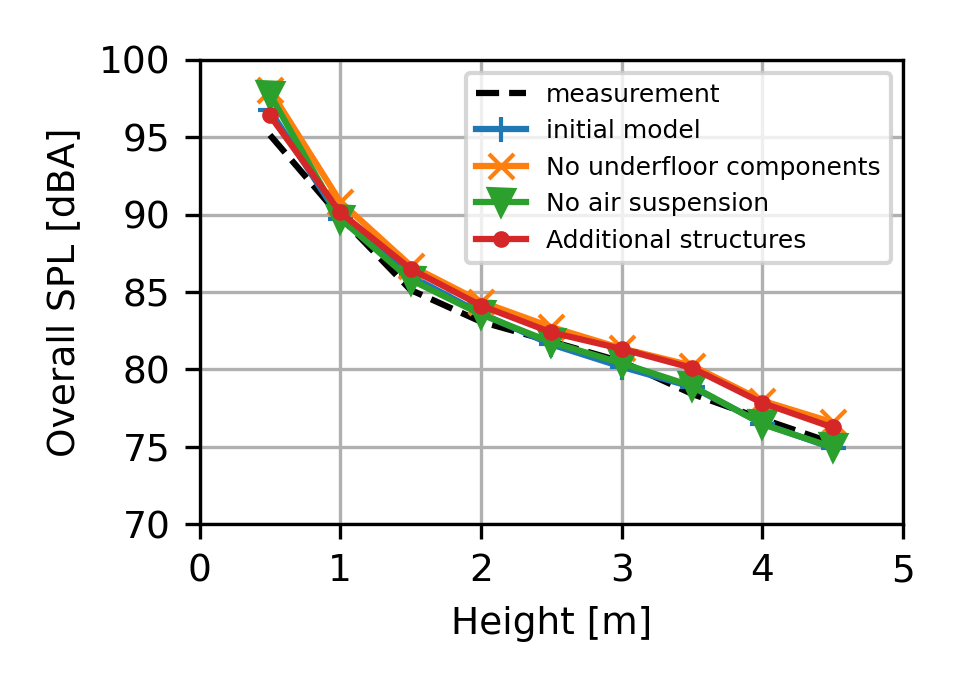 100
95
90
85
80
75
70
Overall SPL [dBA]
measurement
initial model
No underfloor components
No air suspension
Additional structures
0 1 2 3 4 5
Height [m]